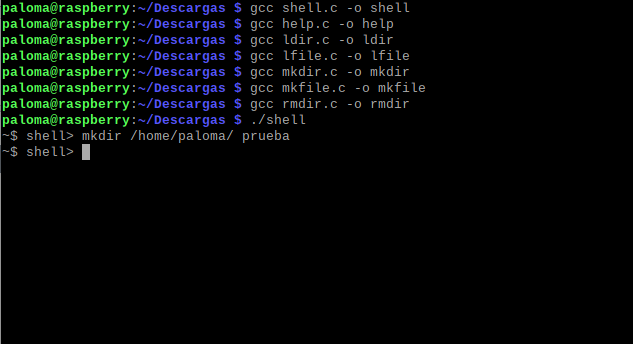 paloma@raspberry:~/Descargas $ gcc shell.c -o shell
paloma@raspberry:~/Descargas $ gcc help.c -o help
paloma@raspberry:~/Descargas $ gcc ldir.c -o ldir
paloma@raspberry:~/Descargas $ gcc lfile.c -o lfile
paloma@raspberry:~/Descargas $ gcc mkdir.c -o mkdir
paloma@raspberry:~/Descargas $ gcc mkfile.c -o mkfile
paloma@raspberry:~/Descargas $ gcc rmdir.c -o rmdir
paloma@raspberry:~/Descargas $ ./shell
~$ shell> mkdir /home/paloma/ prueba
~$ shell>